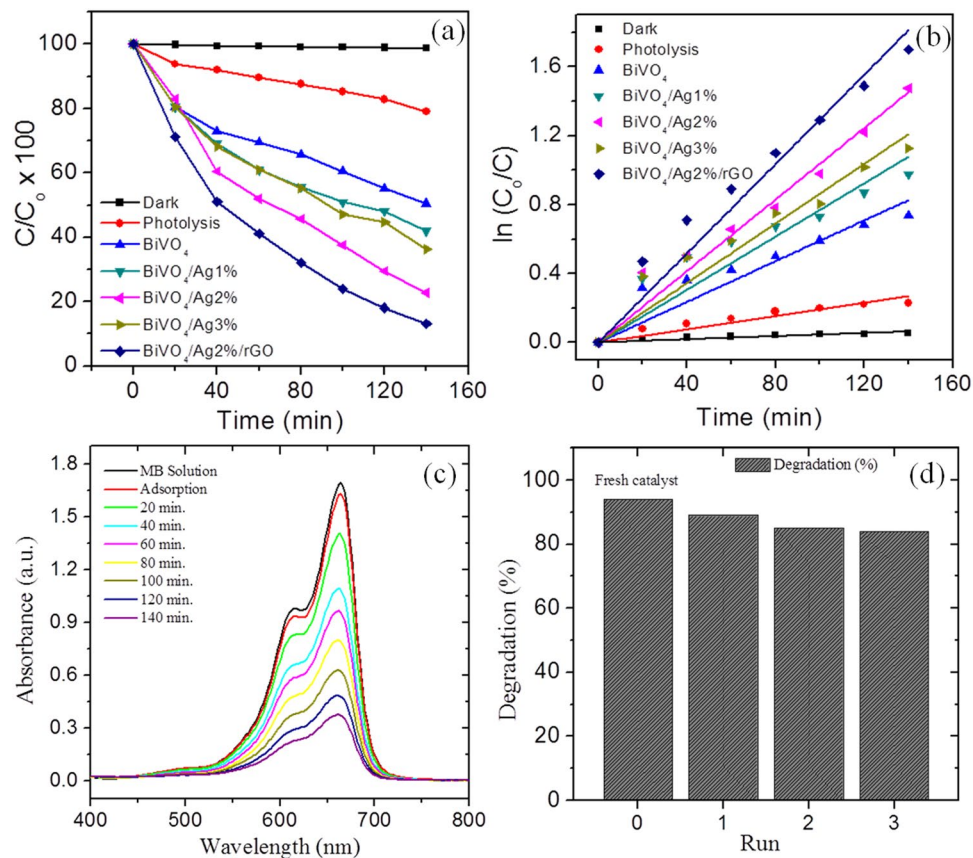 (a)
100
80
60
40
20
0
C/C₀ x 100
Dark
Photolysis
BiVO₄
BiVO₄/Ag1%
BiVO₄/Ag2%
BiVO₄/Ag3%
BiVO₄/Ag2%/rGO
0 40 80 120 160
Time (min)
(b)
1.6
1.2
0.8
0.4
0.0
ln (C₀/C)
Dark
Photolysis
BiVO₄
BiVO₄/Ag1%
BiVO₄/Ag2%
BiVO₄/Ag3%
BiVO₄/Ag2%/rGO
0 40 80 120 160
Time (min)
(c)
1.8
1.5
1.2
0.9
0.6
0.3
0.0
Absorbance (a.u.)
MB Solution
Adsorption
20 min.
40 min.
60 min.
80 min.
100 min.
120 min.
140 min.
400 500 600 700 800
Wavelength (nm)
(d)
100
80
60
40
20
0
Degradation (%)
Degradation (%)
Fresh catalyst
0 1 2 3
Run